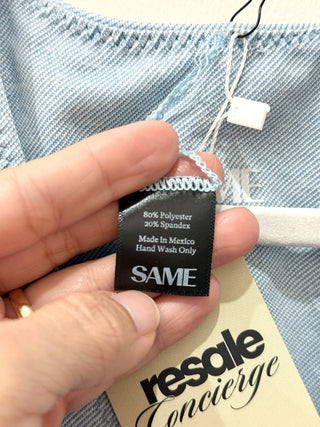 80% Polyester
20% Spandex
Made in Mexico
Hand Wash Only
SAME
resale
Concierge